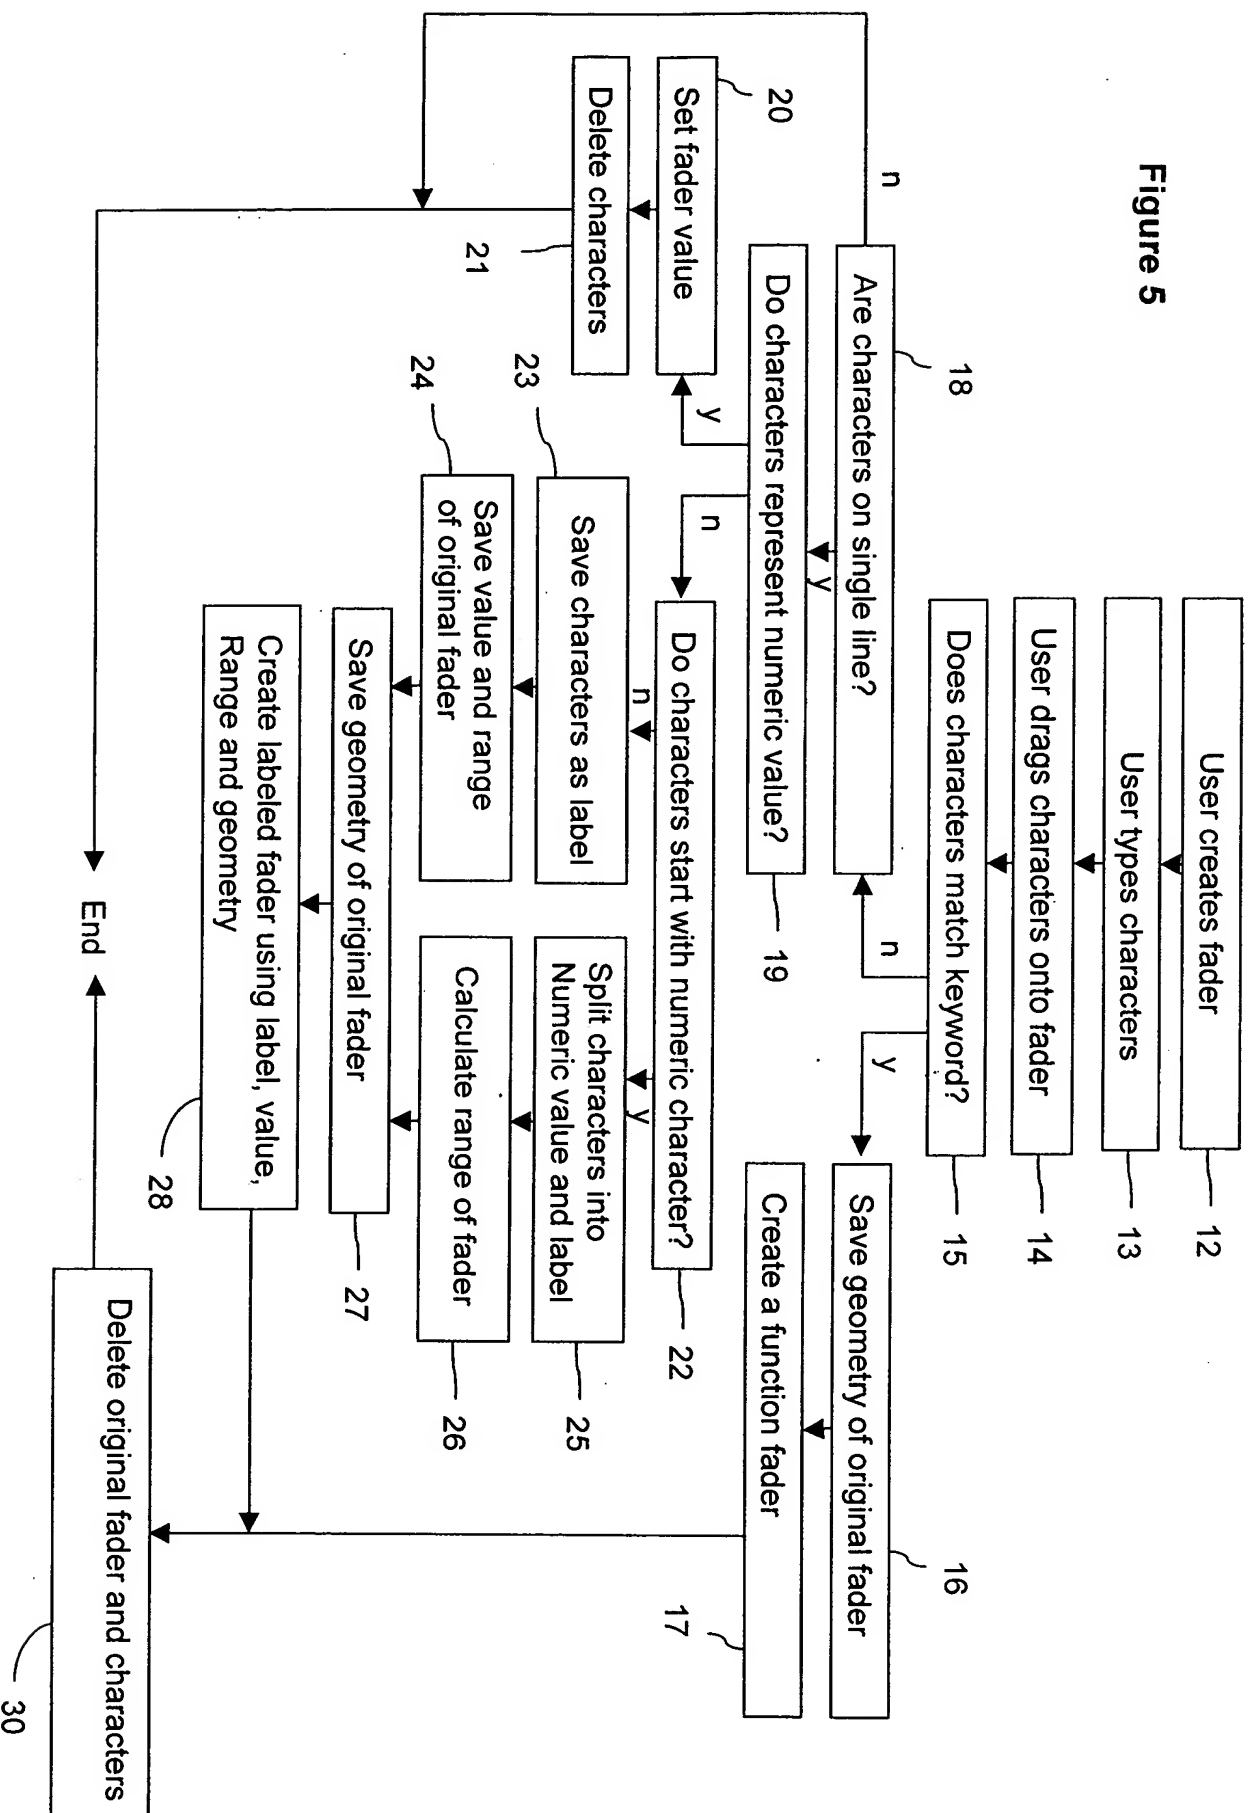 Figure 5
User creates fader
12
User types characters
13
User drags characters onto fader
14
Does characters match keyword?
15
n
y
Are characters on single line?
18
n
y
Save geometry of original fader
16
Do characters represent numeric value?
19
y
n
Create a function fader
17
20
Set fader value
Do characters start with numeric character?
22
n
y
Delete characters
21
23
Save characters as label
Split characters into
Numeric value and label
25
24
Save value and range
of original fader
Calculate range of fader
26
Save geometry of original fader
27
Create labeled fader using label, value,
Range and geometry
28
End
Delete original fader and characters
30